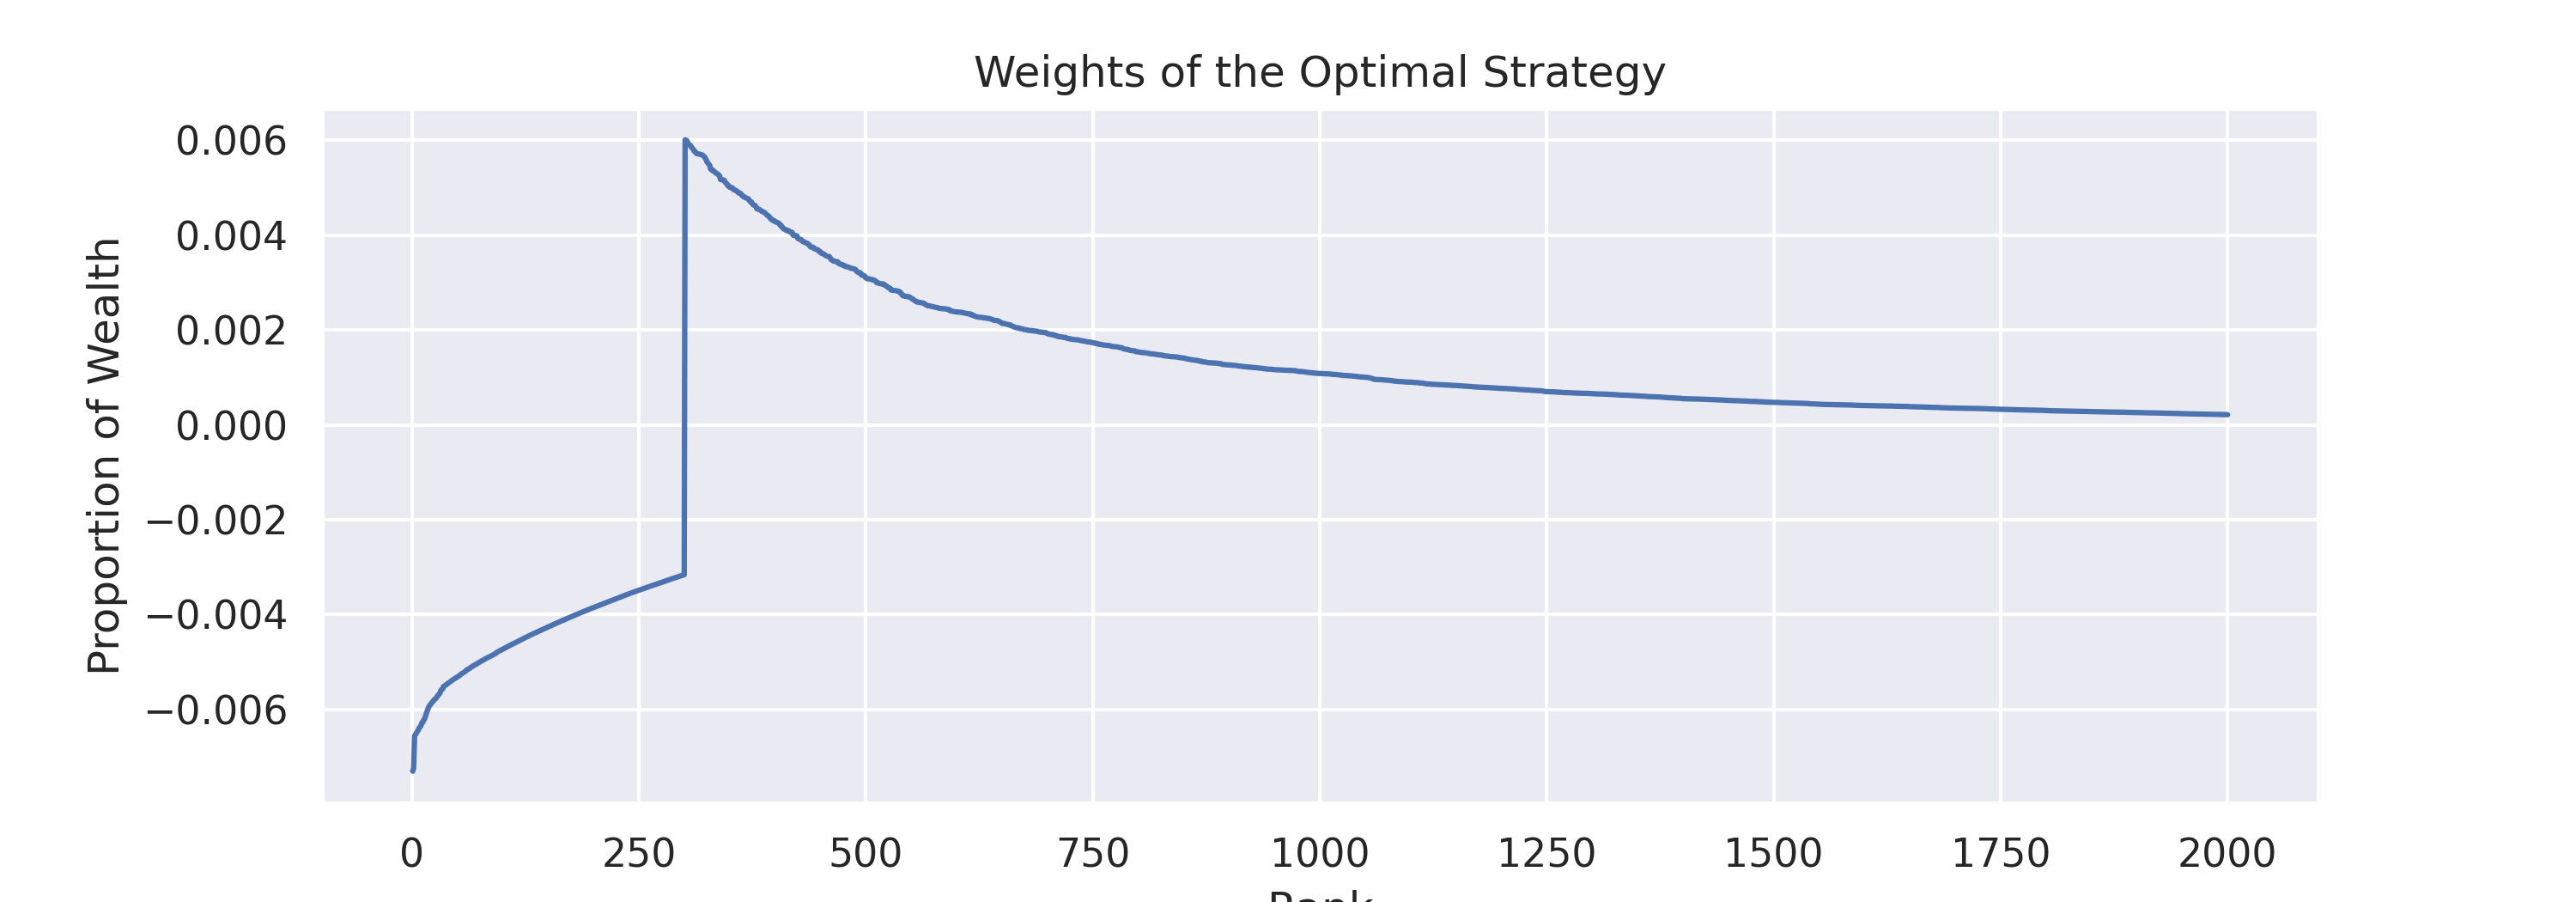 Weights of the Optimal Strategy
Proportion of Wealth
0.006
0.004
0.002
0.000
−0.002
−0.004
−0.006
0 250 500 750 1000 1250 1500 1750 2000
Rank